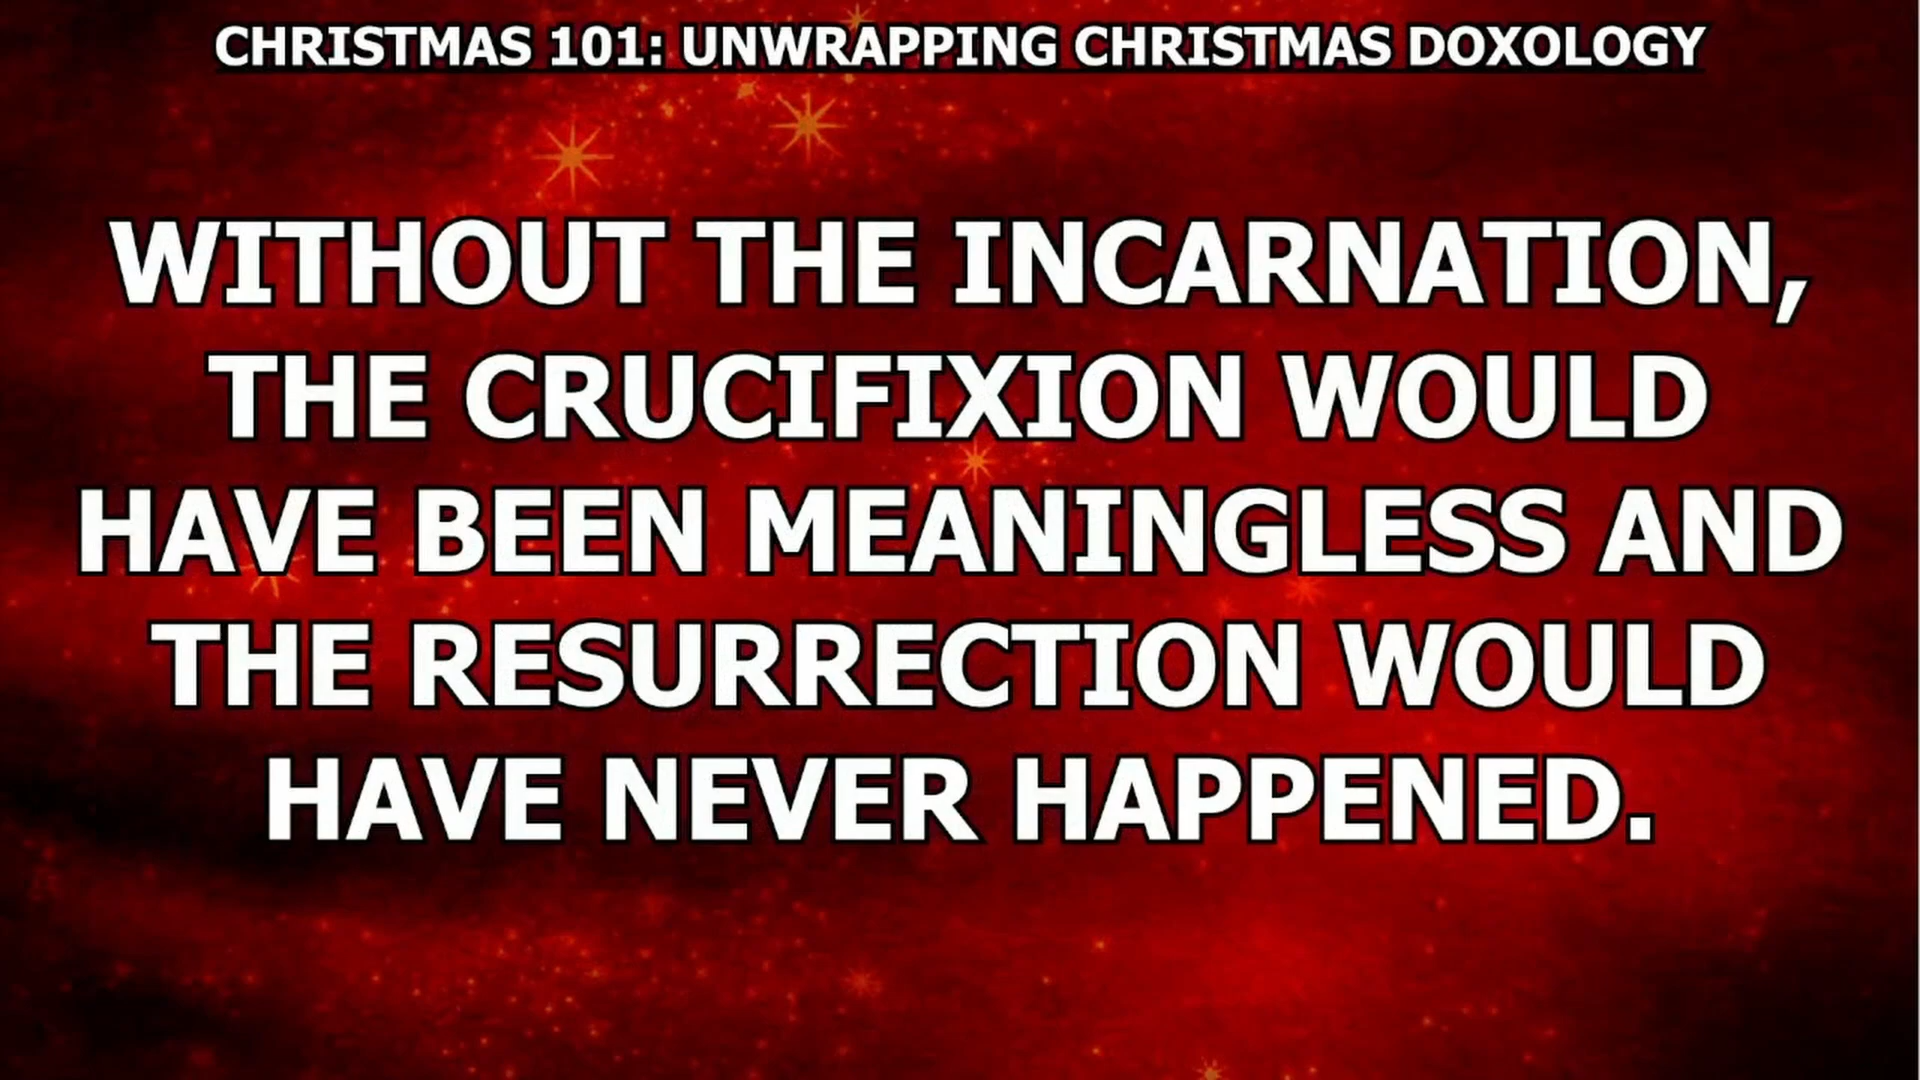 CHRISTMAS 101: UNWRAPPING CHRISTMAS DOXOLOGY
WITHOUT THE INCARNATION,
THE CRUCIFIXION WOULD
HAVE BEEN MEANINGLESS AND
THE RESURRECTION WOULD
HAVE NEVER HAPPENED.